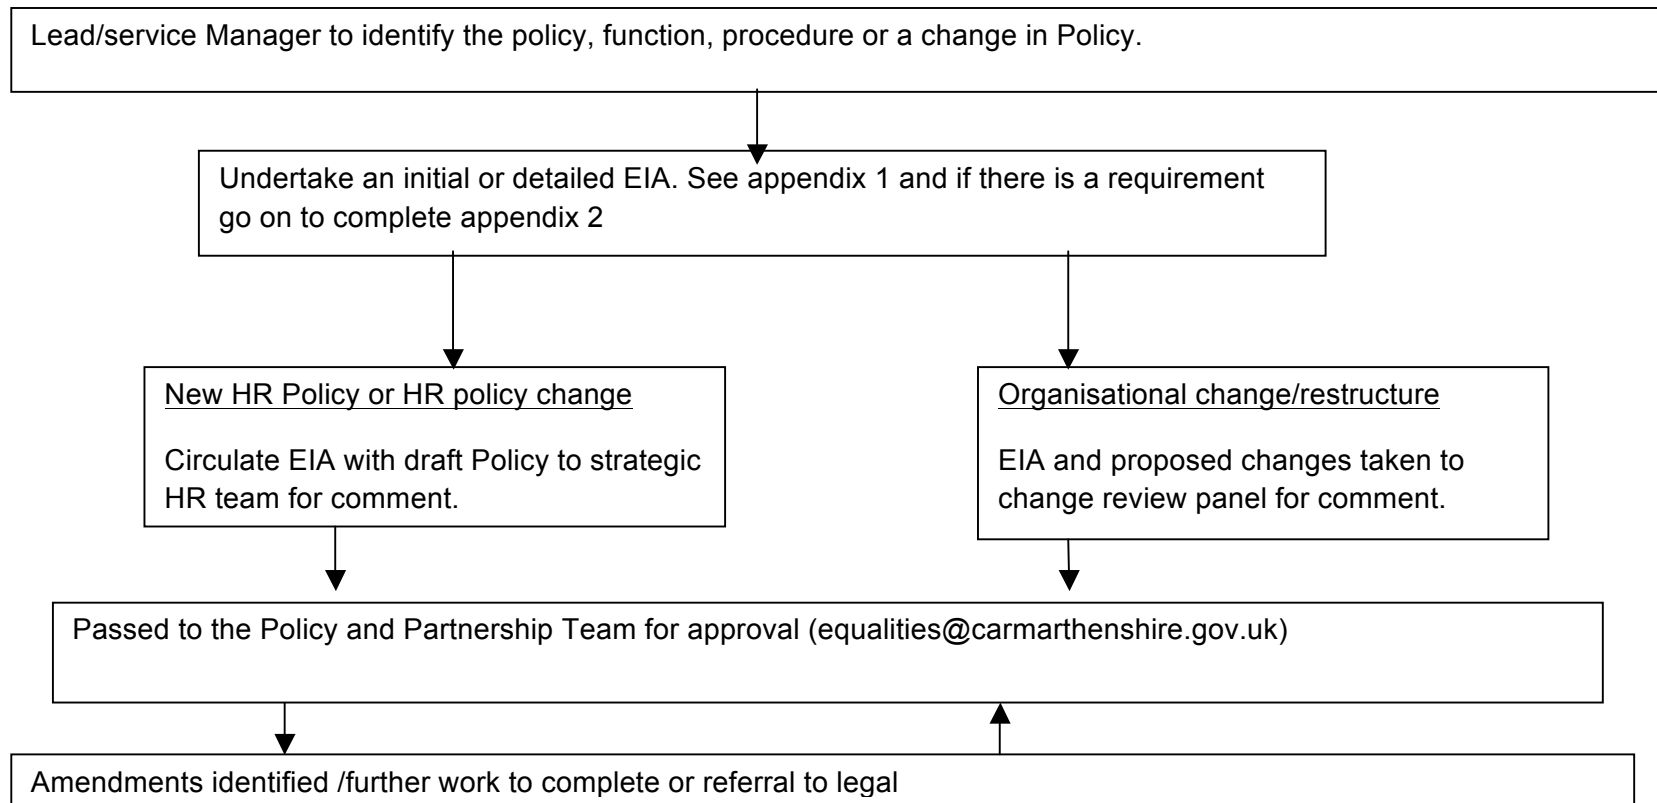 Lead/service Manager to identify the policy, function, procedure or a change in Policy.
Undertake an initial or detailed EIA. See appendix 1 and if there is a requirement
go on to complete appendix 2
New HR Policy or HR policy change
Circulate EIA with draft Policy to strategic
HR team for comment.
Organisational change/restructure
EIA and proposed changes taken to
change review panel for comment.
Passed to the Policy and Partnership Team for approval (equalities@carmarthenshire.gov.uk)
Amendments identified /further work to complete or referral to legal